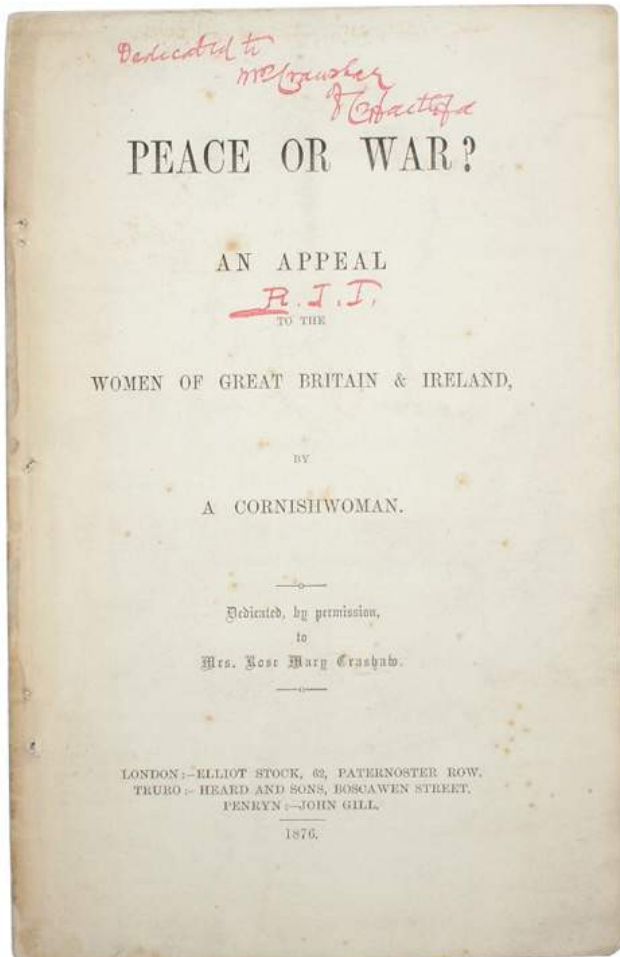 Dedicated to
Mrs Crawshay
of
PEACE OR WAR?
AN APPEAL
R. J. T.
TO THE
WOMEN OF GREAT BRITAIN & IRELAND,
BY
A CORNISHWOMAN.
Dedicated, by permission,
to
Mrs. Rose Mary Crashaw.
LONDON:–ELLIOT STOCK, 62, PATERNOSTER ROW.
TRURO:– HEARD AND SONS, BOSCAWEN STREET.
PENRYN:–JOHN GILL.
1876.